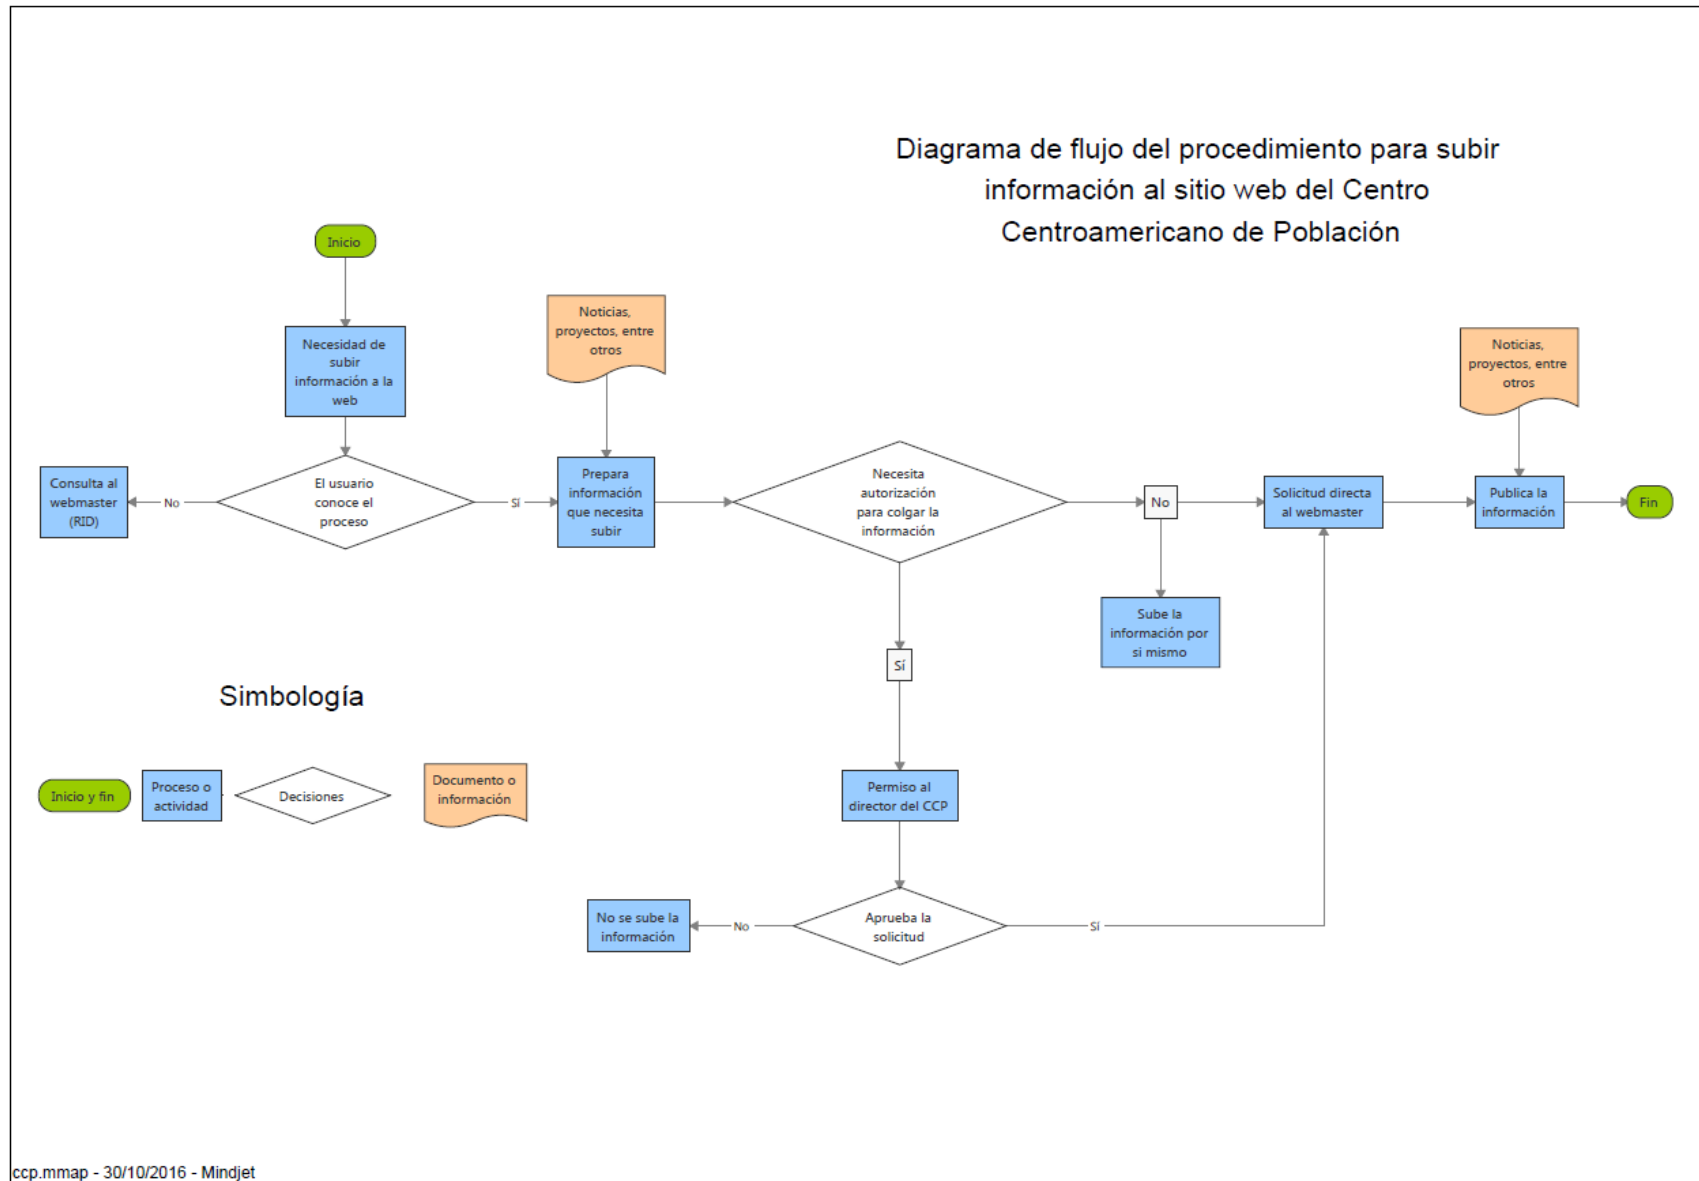 Diagrama de flujo del procedimiento para subir
información al sitio web del Centro
Centroamericano de Población
Inicio
Necesidad de
subir
información a la
web
El usuario
conoce el
proceso
No
Consulta al
webmaster
(RID)
Sí
Noticias,
proyectos, entre
otros
Prepara
información
que necesita
subir
Necesita
autorización
para colgar la
información
No
Sube la
información por
si mismo
Solicitud directa
al webmaster
Noticias,
proyectos, entre
otros
Publica la
información
Fin
Sí
Permiso al
director del CCP
Aprueba la
solicitud
No
No se sube la
información
Sí
Simbología
Inicio y fin
Proceso o
actividad
Decisiones
Documento o
información
ccp.mmap - 30/10/2016 - Mindjet